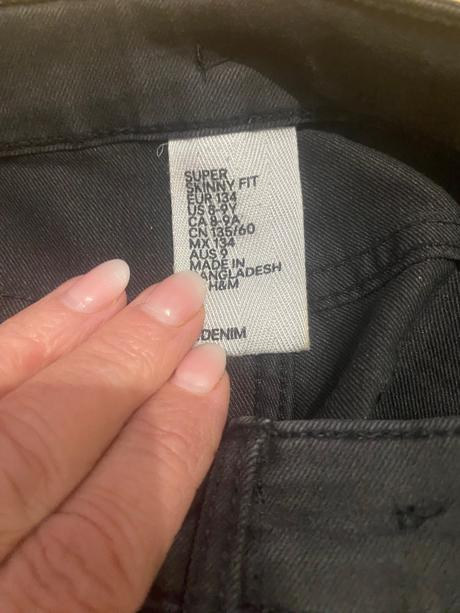 SUPER
SKINNY FIT
EUR 134
US 8-9Y
CA 8-9A
CN 135/60
MX 134
AUS 9
MADE IN
BANGLADESH
H&M
DENIM